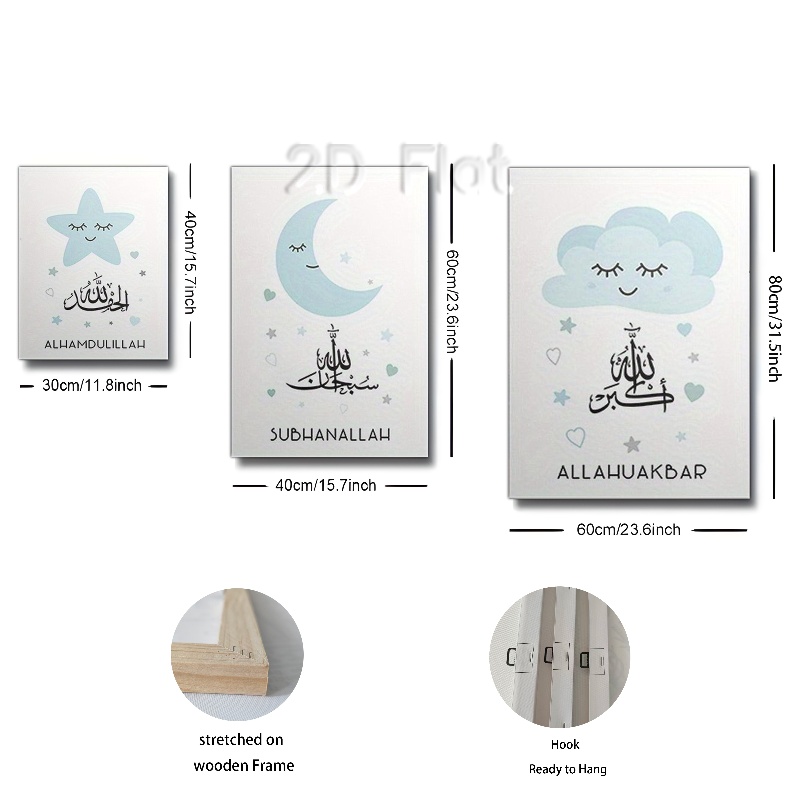 2D Flat
الحمد لله
ALHAMDULILLAH
40cm/15.7inch
30cm/11.8inch
سبحان الله
SUBHANALLAH
60cm/23.6inch
40cm/15.7inch
الله أكبر
ALLAHUAKBAR
80cm/31.5inch
60cm/23.6inch
stretched on
wooden Frame
Hook
Ready to Hang